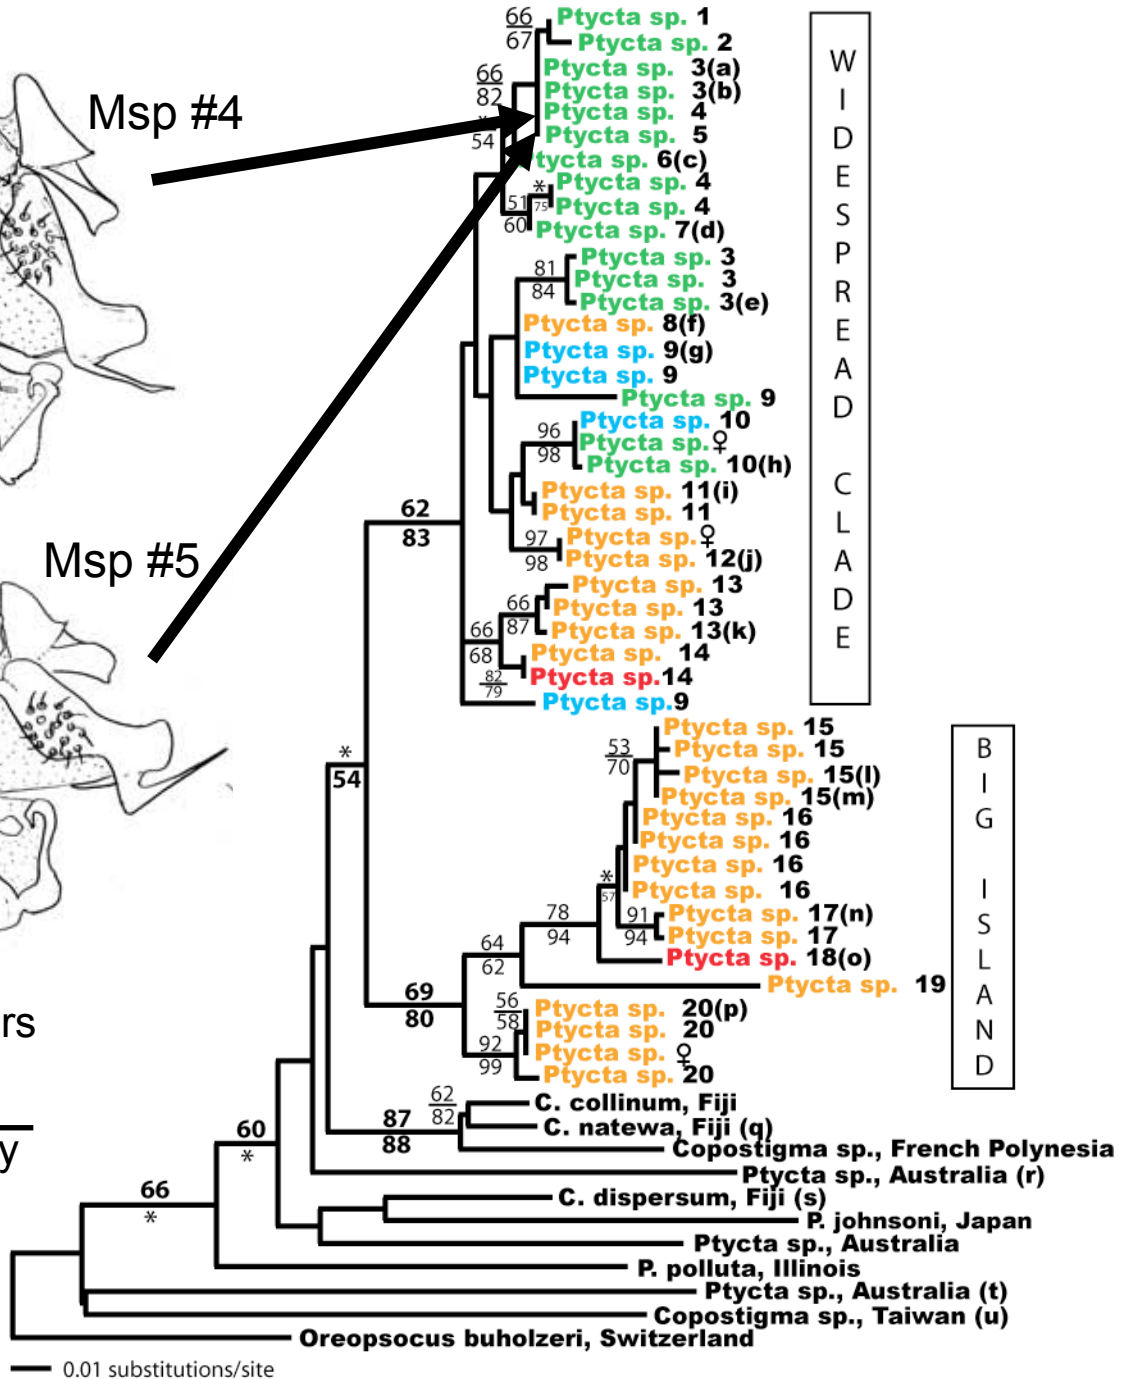 Msp #4
Msp #5
rs
y
66
67
Ptycta sp. 1
Ptycta sp. 2
66
82
Ptycta sp. 3(a)
Ptycta sp. 3(b)
Ptycta sp. 4
*
54
Ptycta sp. 5
tycta sp. 6(c)
*
75
Ptycta sp. 4
51
60
Ptycta sp. 4
Ptycta sp. 7(d)
81
84
Ptycta sp. 3
Ptycta sp. 3
Ptycta sp. 3(e)
Ptycta sp. 8(f)
Ptycta sp. 9(g)
Ptycta sp. 9
Ptycta sp. 9
96
98
Ptycta sp. 10
Ptycta sp. ♀
Ptycta sp. 10(h)
Ptycta sp. 11(i)
Ptycta sp. 11
62
83
97
98
Ptycta sp. ♀
Ptycta sp. 12(j)
66
87
Ptycta sp. 13
Ptycta sp. 13
Ptycta sp. 13(k)
66
68
Ptycta sp. 14
82
79
Ptycta sp.14
Ptycta sp.9
WIDESPREAD CLADE
*
54
53
70
Ptycta sp. 15
Ptycta sp. 15
Ptycta sp. 15(l)
Ptycta sp. 15(m)
Ptycta sp. 16
Ptycta sp. 16
Ptycta sp. 16
*
57
Ptycta sp. 16
78
94
91
94
Ptycta sp. 17(n)
Ptycta sp. 17
Ptycta sp. 18(o)
64
62
Ptycta sp. 19
69
80
56
58
Ptycta sp. 20(p)
Ptycta sp. 20
92
99
Ptycta sp. ♀
Ptycta sp. 20
BIG ISLAND
62
82
C. collinum, Fiji
87
88
C. natewa, Fiji (q)
Copostigma sp., French Polynesia
60
*
Ptycta sp., Australia (r)
66
*
C. dispersum, Fiji (s)
P. johnsoni, Japan
Ptycta sp., Australia
P. polluta, Illinois
Ptycta sp., Australia (t)
Copostigma sp., Taiwan (u)
Oreopsocus buholzeri, Switzerland
0.01 substitutions/site